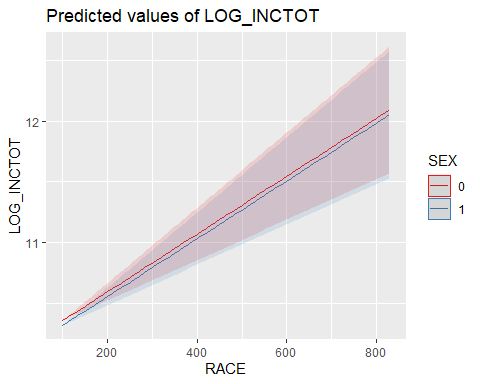 Predicted values of LOG_INCTOT
LOG_INCTOT
12
11
200
400
600
800
RACE
SEX
0
1